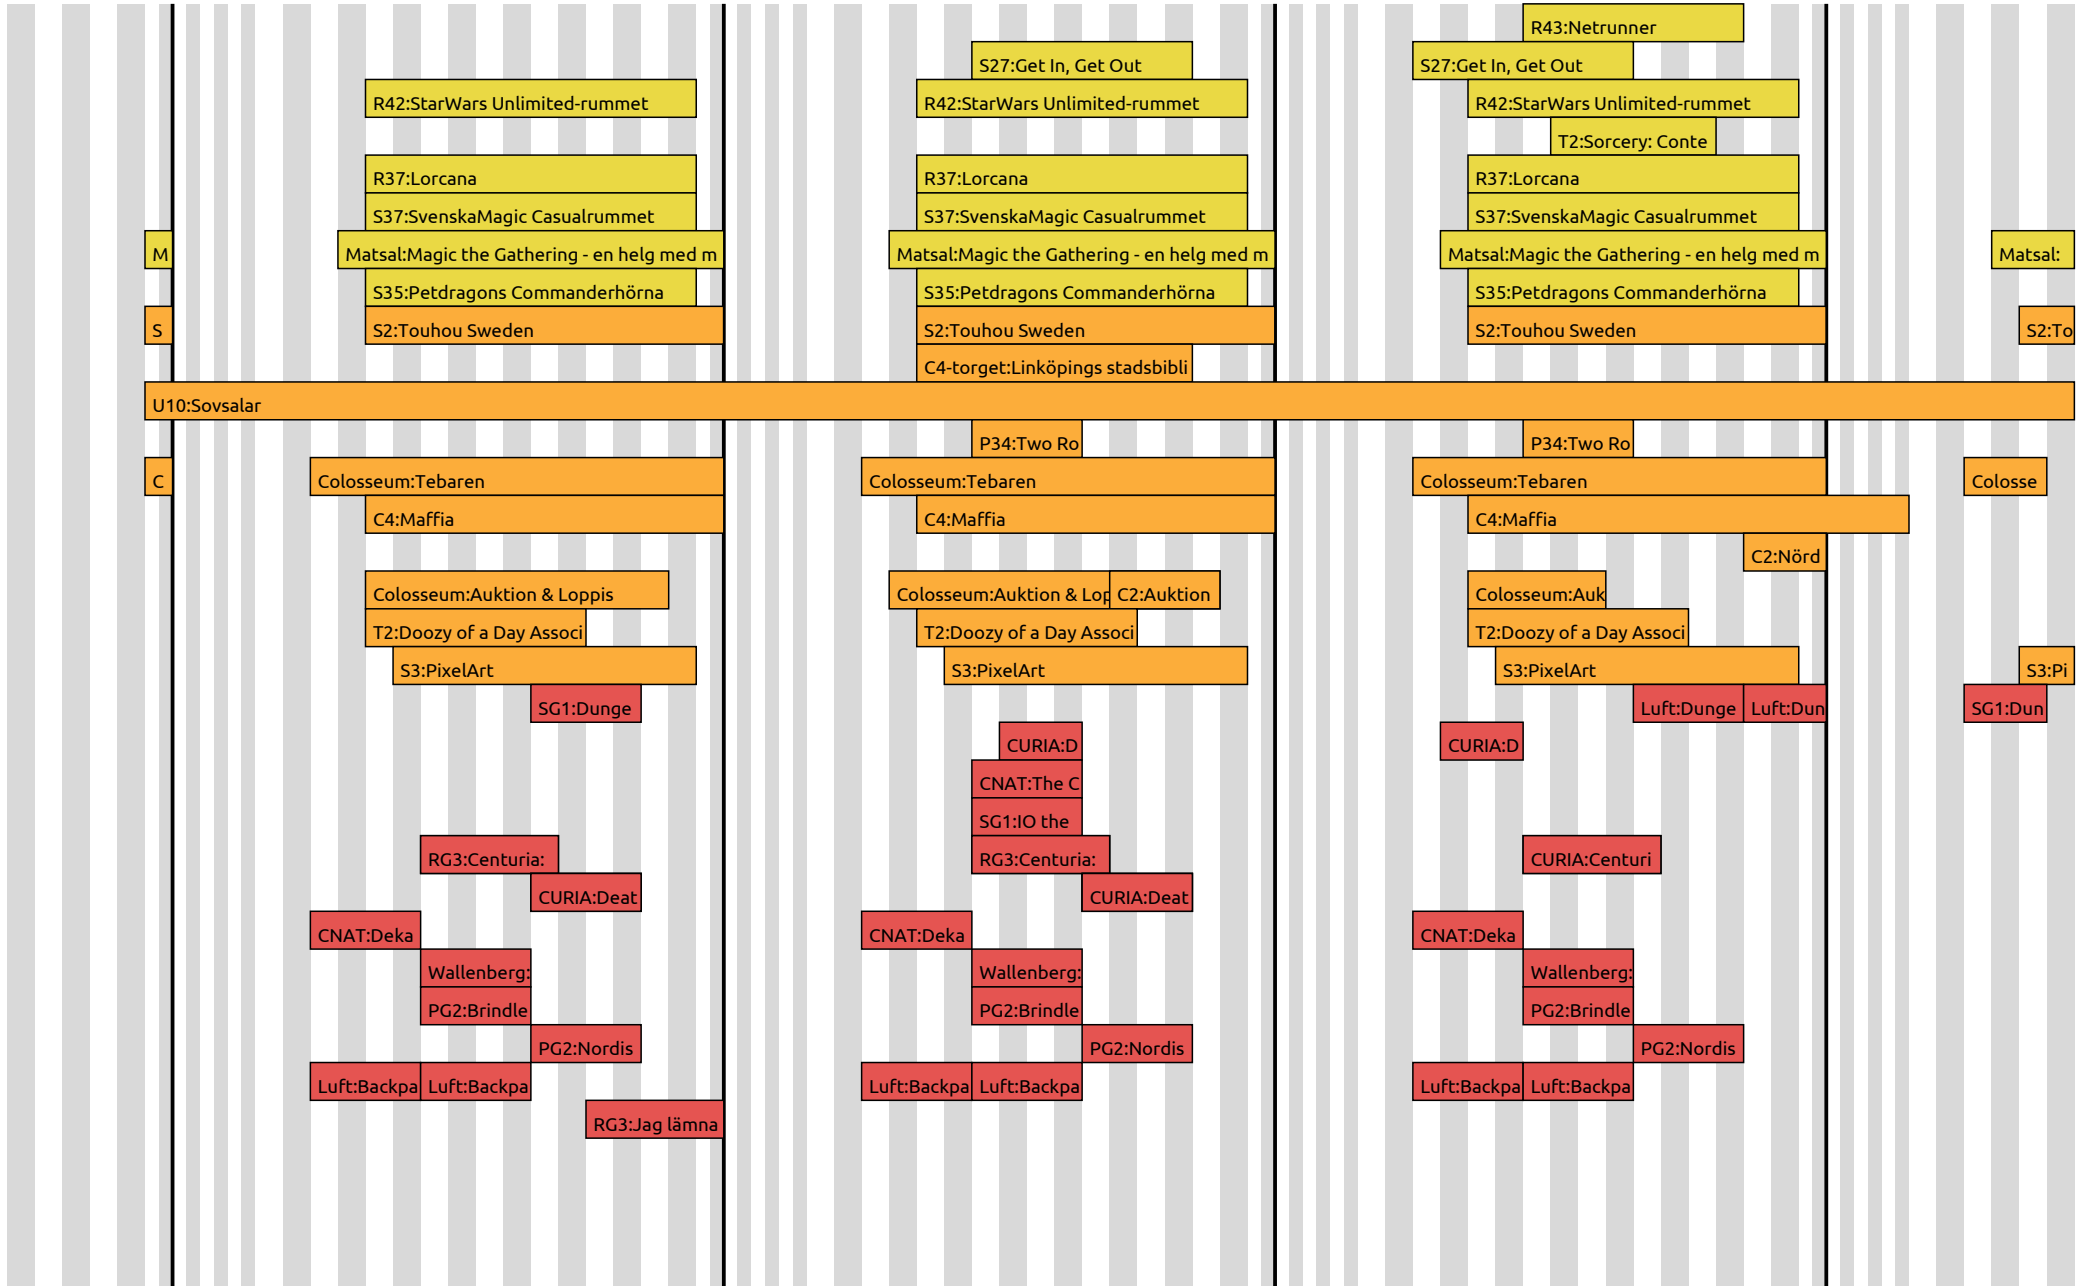 R43:Netrunner
S27:Get In, Get Out S27:Get In, Get Out
R42:StarWars Unlimited-rummet R42:StarWars Unlimited-rummet R42:StarWars Unlimited-rummet
T2:Sorcery: Conte
R37:Lorcana R37:Lorcana R37:Lorcana
S37:SvenskaMagic Casualrummet S37:SvenskaMagic Casualrummet S37:SvenskaMagic Casualrummet
M Matsal:Magic the Gathering - en helg med m Matsal:Magic the Gathering - en helg med m Matsal:Magic the Gathering - en helg med m Matsal:
S35:Petdragons Commanderhörna S35:Petdragons Commanderhörna S35:Petdragons Commanderhörna
S S2:Touhou Sweden S2:Touhou Sweden S2:Touhou Sweden S2:To
C4-torget:Linköpings stadsbibli
U10:Sovsalar
P34:Two Ro P34:Two Ro
C Colosseum:Tebaren Colosseum:Tebaren Colosseum:Tebaren Colosse
C4:Maffia C4:Maffia C4:Maffia
C2:Nörd
Colosseum:Auktion & Loppis Colosseum:Auktion & Lop C2:Auktion Colosseum:Auk
T2:Doozy of a Day Associ T2:Doozy of a Day Associ T2:Doozy of a Day Associ
S3:PixelArt S3:PixelArt S3:PixelArt S3:Pi
SG1:Dunge Luft:Dunge Luft:Dun SG1:Dun
CURIA:D CURIA:D
CNAT:The C
SG1:IO the
RG3:Centuria: RG3:Centuria: CURIA:Centuri
CURIA:Deat CURIA:Deat
CNAT:Deka CNAT:Deka CNAT:Deka
Wallenberg: Wallenberg: Wallenberg:
PG2:Brindle PG2:Brindle PG2:Brindle
PG2:Nordis PG2:Nordis PG2:Nordis
Luft:Backpa Luft:Backpa Luft:Backpa Luft:Backpa Luft:Backpa Luft:Backpa
RG3:Jag lämna